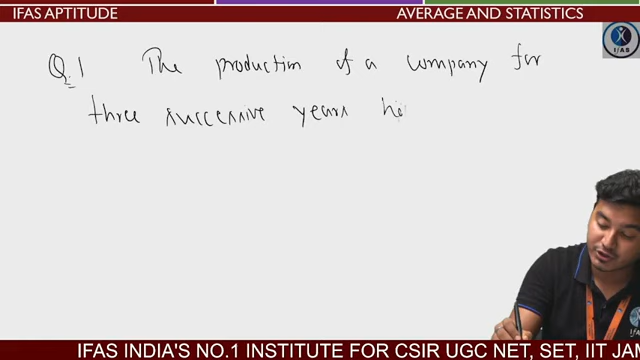 IFAS APTITUDE
AVERAGE AND STATISTICS
IFAS
Q.1 The production of a company for
three successive years ha
IFAS INDIA'S NO.1 INSTITUTE FOR CSIR UGC NET, SET, IIT JAM